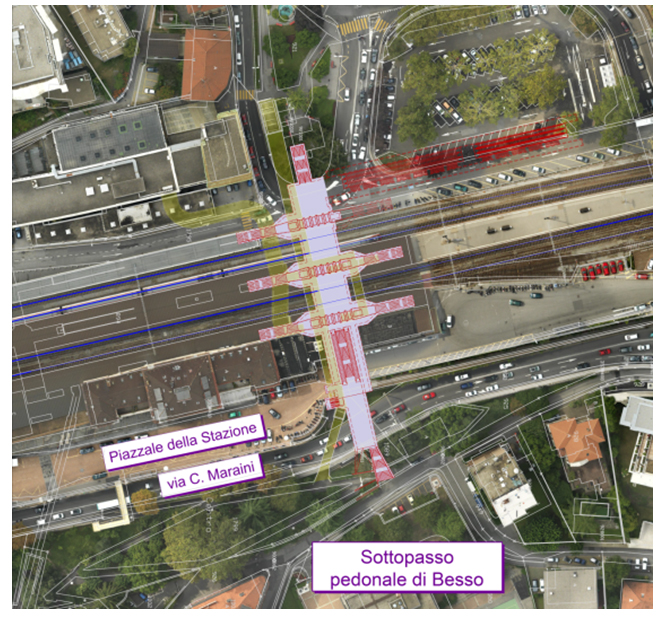 Piazzale della Stazione
via C. Maraini
Sottopasso
pedonale di Besso